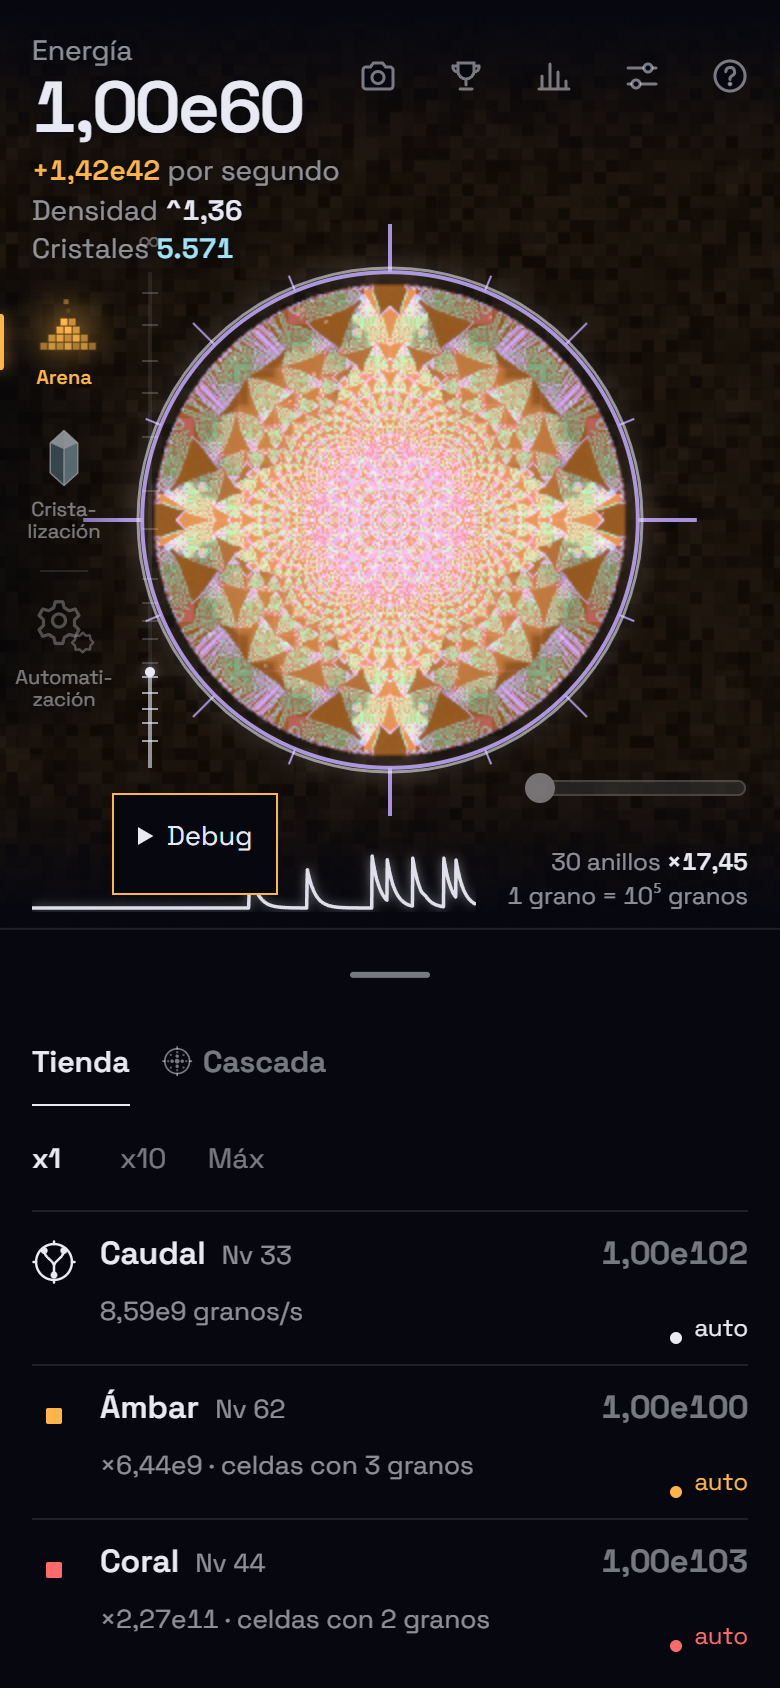 Energía
1,00e60
+1,42e42 por segundo
Densidad ^1,36
Cristales 5.571
∞
Arena
Crista-
lización
Automati-
zación
▶ Debug
30 anillos ×17,45
1 grano = 10⁵ granos
Tienda
Cascada
x1 x10 Máx
Caudal Nv 33 1,00e102
8,59e9 granos/s
auto
Ámbar Nv 62 1,00e100
×6,44e9 · celdas con 3 granos
auto
Coral Nv 44 1,00e103
×2,27e11 · celdas con 2 granos
auto